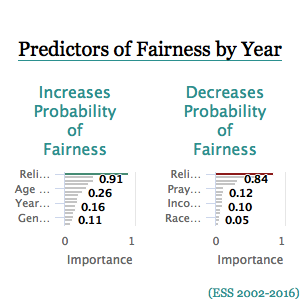 Predictors of Fairness by Year
Increases
Probability
of
Fairness
Reli...
0.91
Age ...
0.26
Year...
0.16
Gen...
0.11
0
1
Importance
Decreases
Probability
of
Fairness
Reli...
0.84
Pray...
0.12
Inco...
0.10
Race...
0.05
0
1
Importance
(ESS 2002-2016)